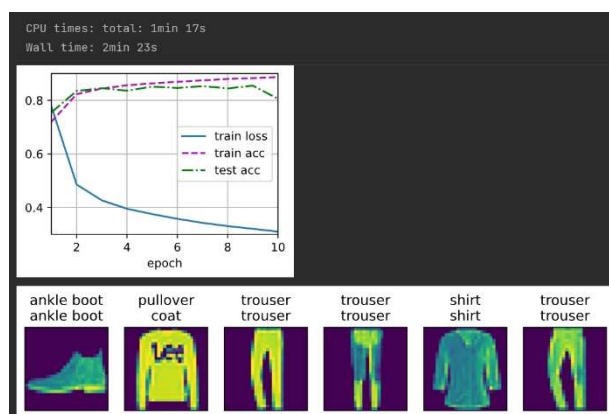 CPU times: total: 1min 17s
Wall time: 2min 23s
0.8
0.6
0.4
train loss
train acc
test acc
2 4 6 8 10
epoch
ankle boot pullover trouser trouser shirt trouser
ankle boot coat trouser trouser shirt trouser